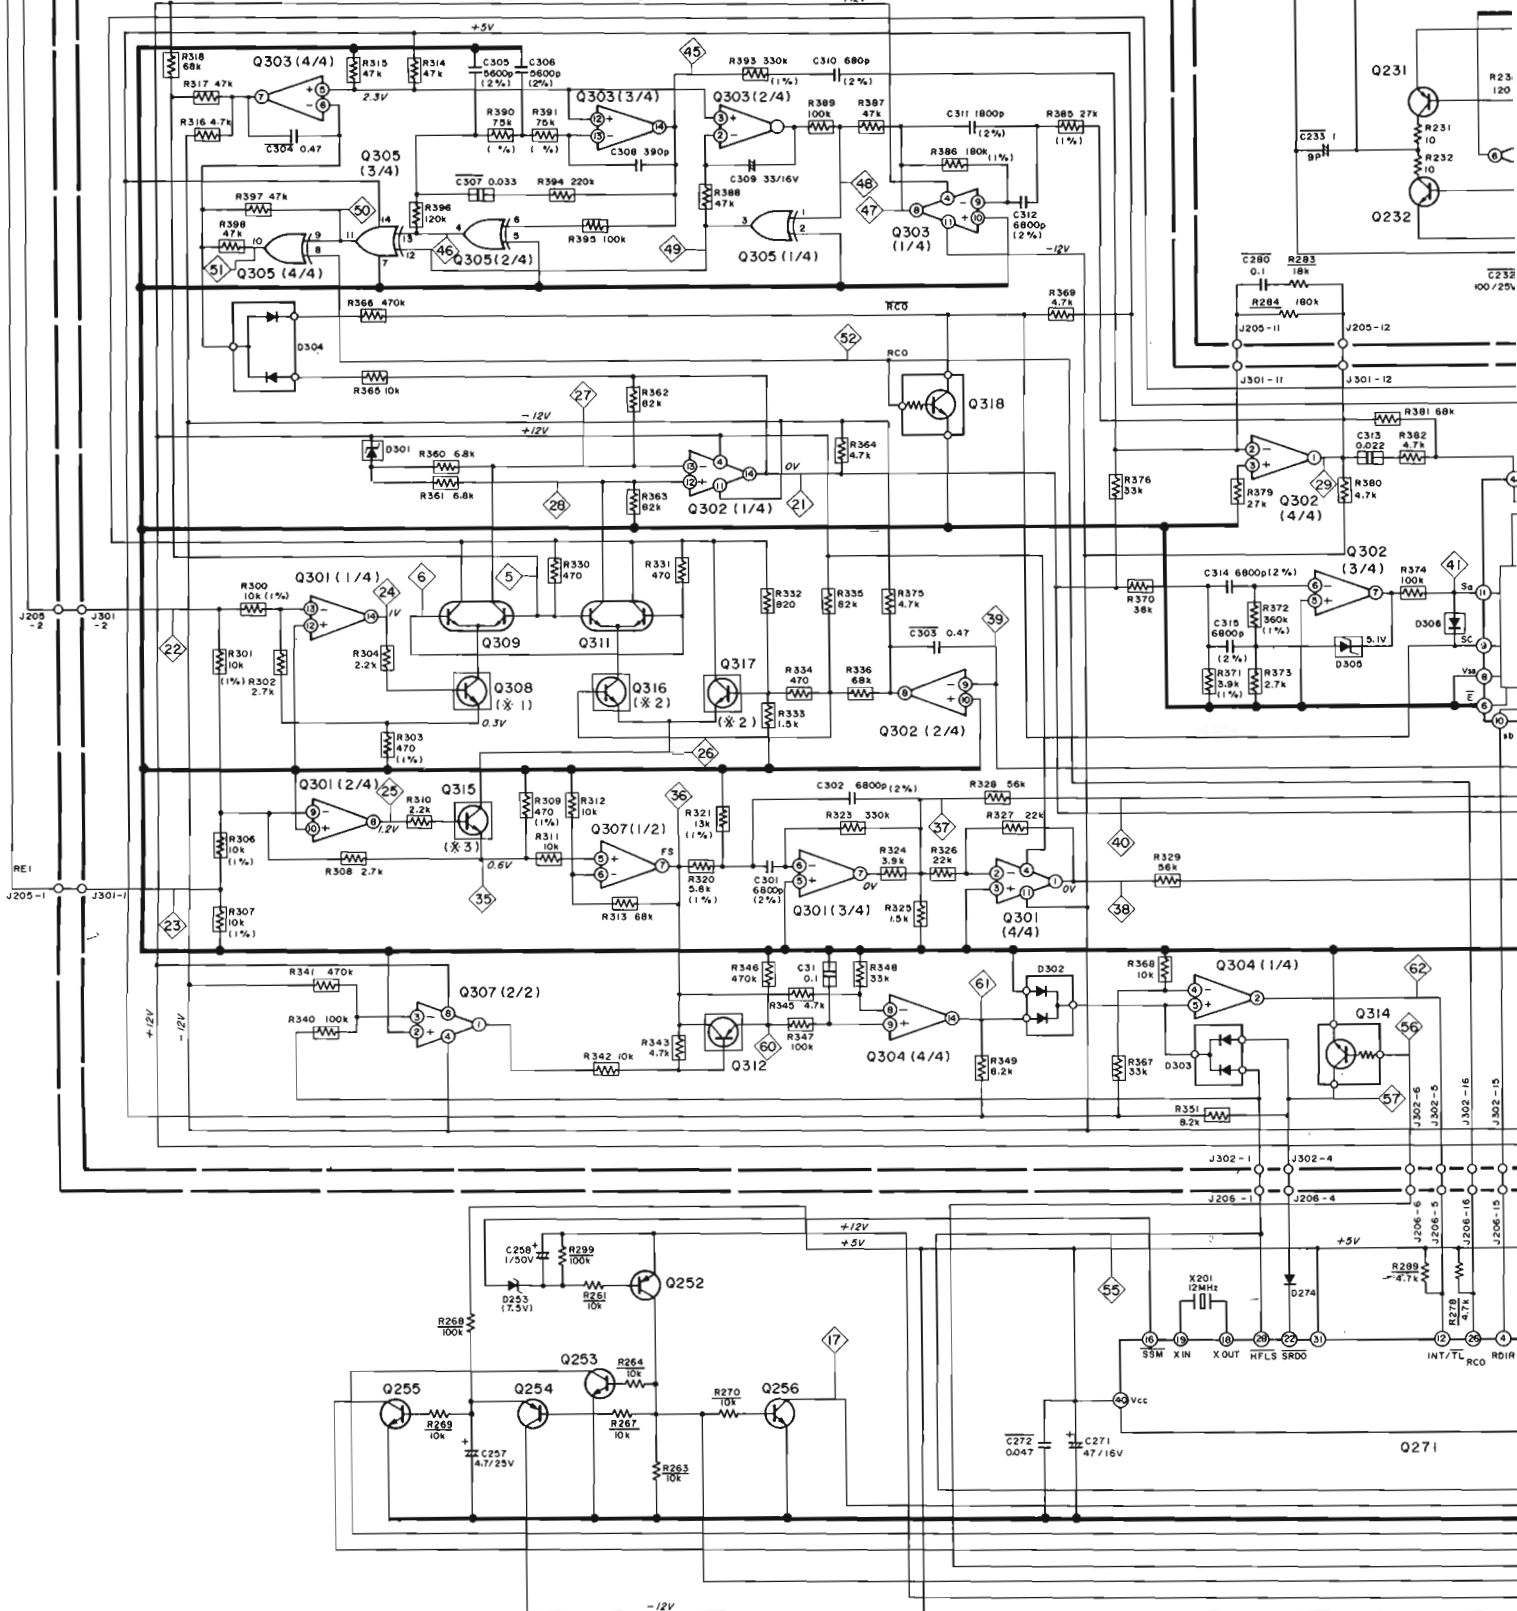 +12V
+5V
R318
68k
R317 47k
Q303 (4/4)
R315
47k
R314
47k
2.3V
R316 4.7k
C304 0.47
C305
5600p
(2%)
C306
5600p
(2%)
R390
75k
R391
75k
Q303 (3/4)
C308 390p
45
R393 330k
(1%)
C310 680p
(2%)
Q303 (2/4)
R389
100k
R387
47k
C309 33/16V
C311 1800p
(2%)
R386 180k (1%)
R385 27k
(1%)
C312
6800p
(2%)
Q303
(1/4)
-12V
Q305
(3/4)
C307 0.033
R394 220k
R396
120k
R388
47k
48
47
R397 47k
50
R398
47k
51
Q305 (4/4)
46
Q305 (2/4)
R395 100k
49
Q305 (1/4)
R366 470k
D304
R365 10k
RCO
R369
4.7k
52
RCO
Q318
27
R362
82k
-12V
+12V
D301
R360 6.8k
R361 6.8k
28
R363
82k
Q302 (1/4)
0V
21
R364
4.7k
Q231
Q232
R231
10
R232
10
C233 1
9P
120
C232
100/25V
C280
0.1
R283
18k
R284 180k
J205-11
J205-12
J301-11
J301-12
R381 68k
C313
0.022
R382
4.7k
R376
33k
R379
27k
Q302
(4/4)
29
R380
4.7k
Q302
(3/4)
C314 6800p (2%)
R374
100k
41
Sa
R370
36k
C315
6800p
(2%)
R372
360k
(1%)
R371
3.9k
(1%)
R373
2.7k
5.1V
D305
D306
SC
Vss
E
sb
J205
-2
J301
-2
22
R300
10k (1%)
Q301 (1/4)
24
1V
R301
10k
(1%)
R302
2.7k
R304
2.2k
R303
470
(1%)
6
5
Q309
Q308
(※1)
0.3V
R330
470
Q311
R331
470
Q316
(※2)
Q317
(※2)
26
R332
820
R333
1.5k
R334
470
R335
82k
R336
68k
R375
4.7k
C303 0.47
39
Q302 (2/4)
Q301 (2/4)
25
1.2V
R310
2.2k
Q315
(※3)
R306
10k
(1%)
R308 2.7k
0.6V
35
R309
470
(1%)
R312
10k
R311
10k
Q307 (1/2)
R313 68k
36
FS
R321
13k
(1%)
R320
5.8k
(1%)
C302 6800p (2%)
R323 330k
C301
6800p
(2%)
Q301 (3/4)
0V
R324
3.9k
R325
1.5k
R328 56k
37
R327 22k
R326
22k
Q301
(4/4)
0V
40
38
R329
56k
RE1
J205-1
J301-1
23
R307
10k
(1%)
R341 470k
R340 100k
Q307 (2/2)
R342 10k
R343
4.7k
Q312
R346
470k
C31
0.1
R345 4.7k
R347
100k
60
R348
33k
Q304 (4/4)
61
R349
8.2k
D302
R368
10k
Q304 (1/4)
R367
33k
D303
R351
8.2k
Q314
62
56
57
+12V
-12V
J302-6
J302-5
J302-16
J302-15
J302-1
J302-4
J206-1
J206-4
J206-6
J206-5
J206-16
J206-15
+12V
+5V
+5V
C258
1/50V
R299
100k
D253
(7.5V)
R261
10k
Q252
R268
100k
Q253
R264
10k
Q255
R269
10k
Q254
R267
10k
C257
4.7/25V
R263
10k
R270
10k
Q256
17
55
X201
12MHz
D274
R289
4.7k
R278
4.7k
SSM
X IN
X OUT
HFLS
SRDO
INT/TL
RCO
RDIR
Vcc
C272
0.047
C271
47/16V
Q271
-12V